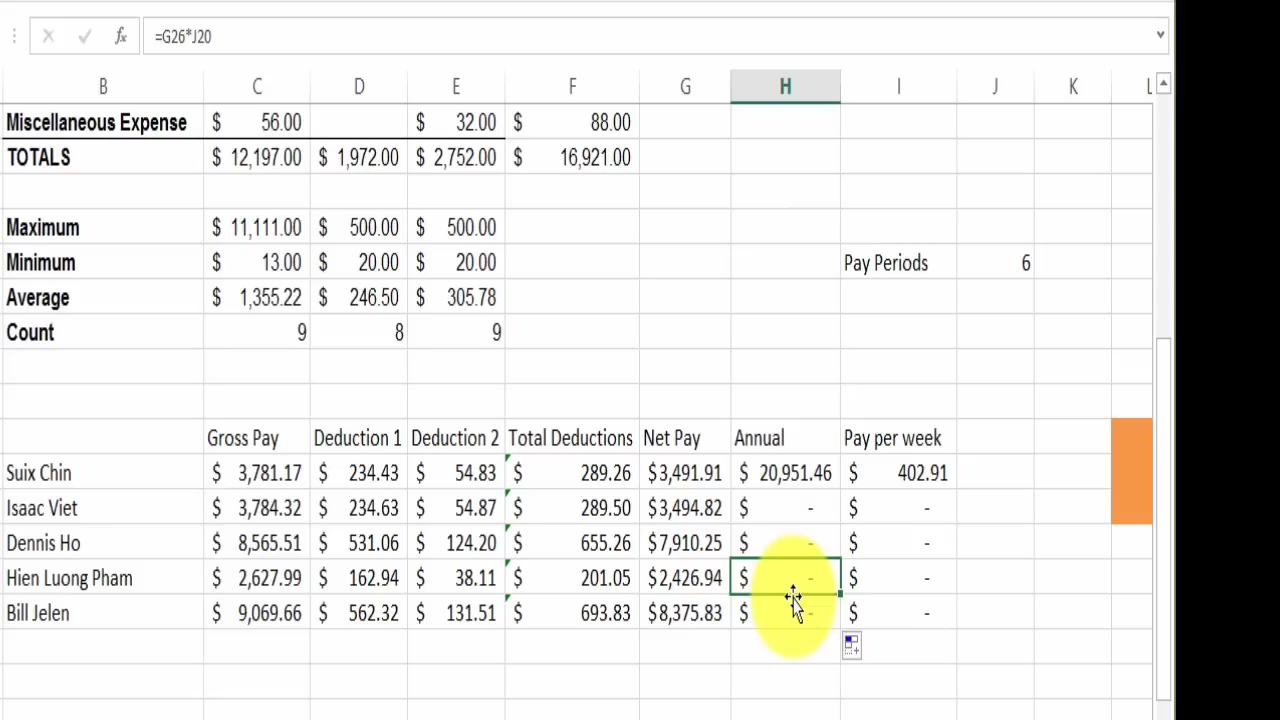 fx =G26*J20
B C D E F G H I J K L
Miscellaneous Expense $ 56.00 $ 32.00 $ 88.00
TOTALS $ 12,197.00 $ 1,972.00 $ 2,752.00 $ 16,921.00
Maximum $ 11,111.00 $ 500.00 $ 500.00
Minimum $ 13.00 $ 20.00 $ 20.00 Pay Periods 6
Average $ 1,355.22 $ 246.50 $ 305.78
Count 9 8 9
Gross Pay Deduction 1 Deduction 2 Total Deductions Net Pay Annual Pay per week
Suix Chin $ 3,781.17 $ 234.43 $ 54.83 $ 289.26 $3,491.91 $ 20,951.46 $ 402.91
Isaac Viet $ 3,784.32 $ 234.63 $ 54.87 $ 289.50 $3,494.82 $ - $ -
Dennis Ho $ 8,565.51 $ 531.06 $ 124.20 $ 655.26 $7,910.25 $ - $ -
Hien Luong Pham $ 2,627.99 $ 162.94 $ 38.11 $ 201.05 $2,426.94 $ - $ -
Bill Jelen $ 9,069.66 $ 562.32 $ 131.51 $ 693.83 $8,375.83 $ - $ -